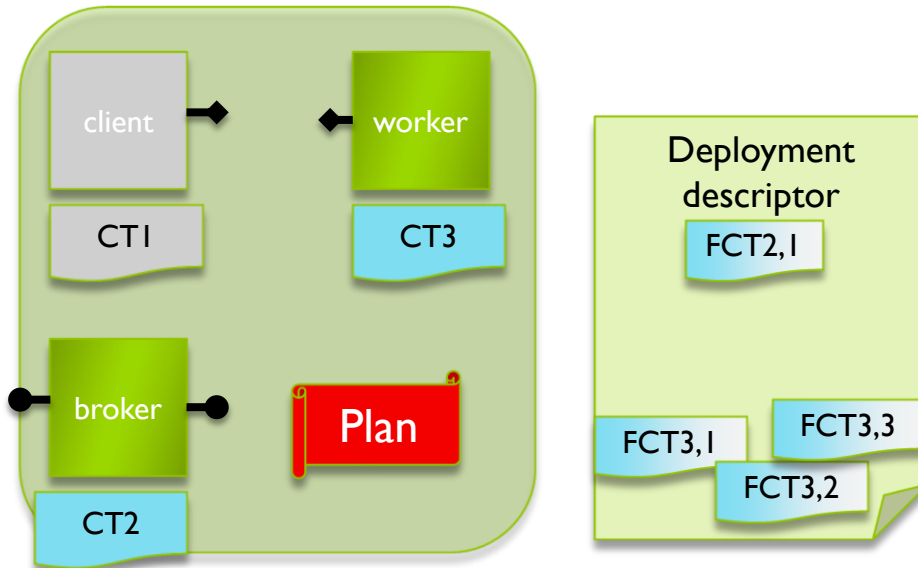 client
worker
CT1
CT3
broker
Plan
CT2
Deployment
descriptor
FCT2,1
FCT3,1
FCT3,3
FCT3,2